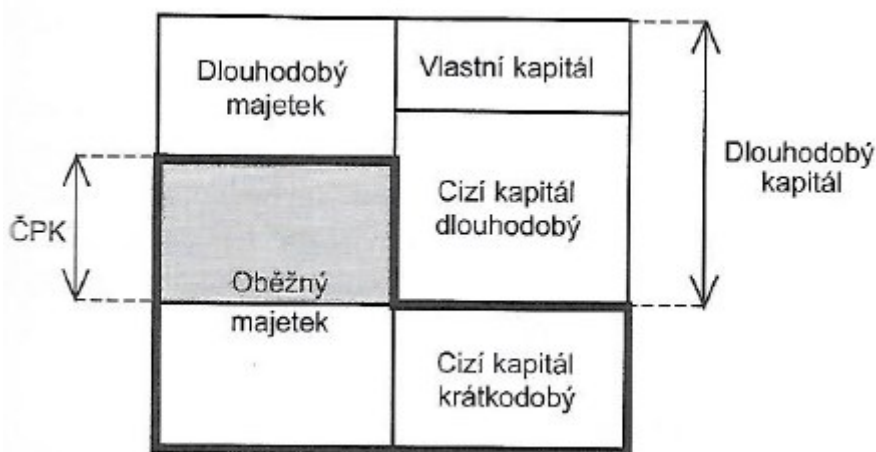 Dlouhodobý
majetek
Vlastní kapitál
Dlouhodobý
kapitál
Cizí kapitál
dlouhodobý
ČPK
Oběžný
majetek
Cizí kapitál
krátkodobý